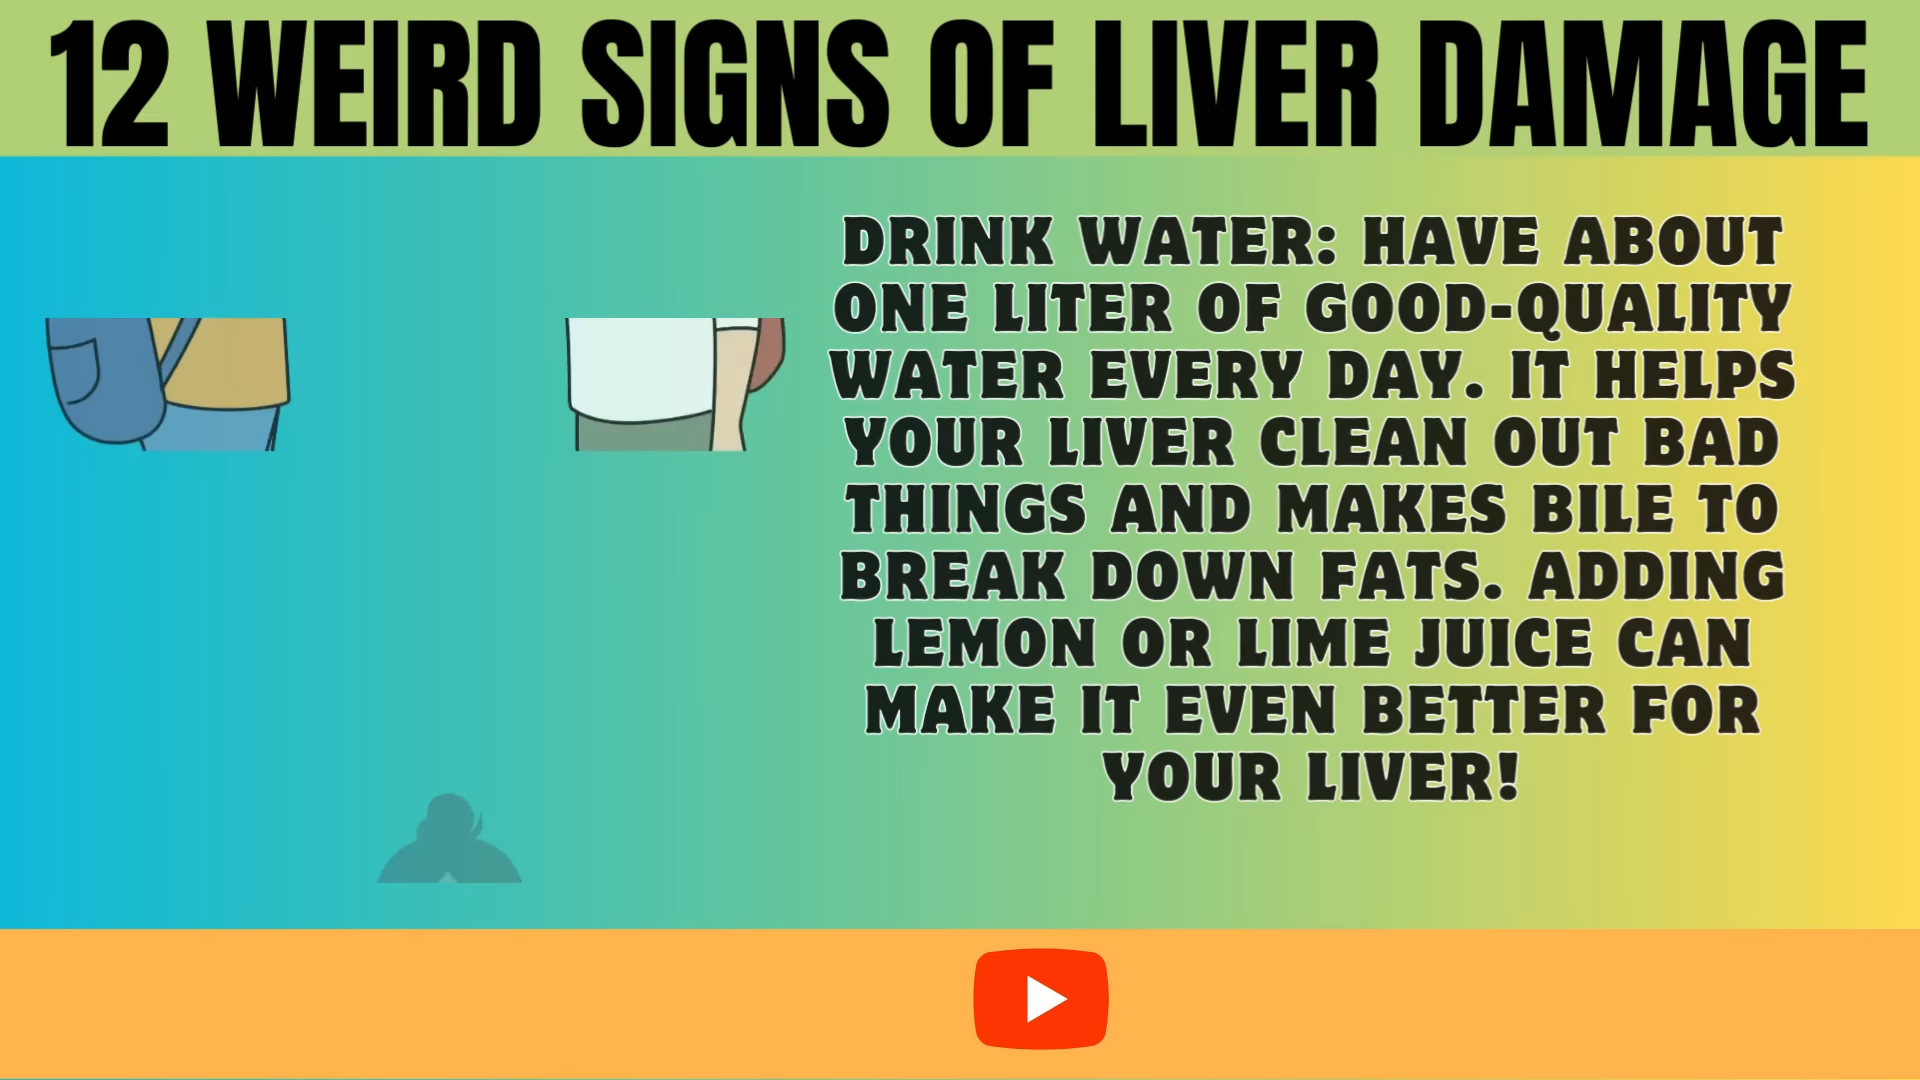 12 WEIRD SIGNS OF LIVER DAMAGE
DRINK WATER: HAVE ABOUT
ONE LITER OF GOOD-QUALITY
WATER EVERY DAY. IT HELPS
YOUR LIVER CLEAN OUT BAD
THINGS AND MAKES BILE TO
BREAK DOWN FATS. ADDING
LEMON OR LIME JUICE CAN
MAKE IT EVEN BETTER FOR
YOUR LIVER!